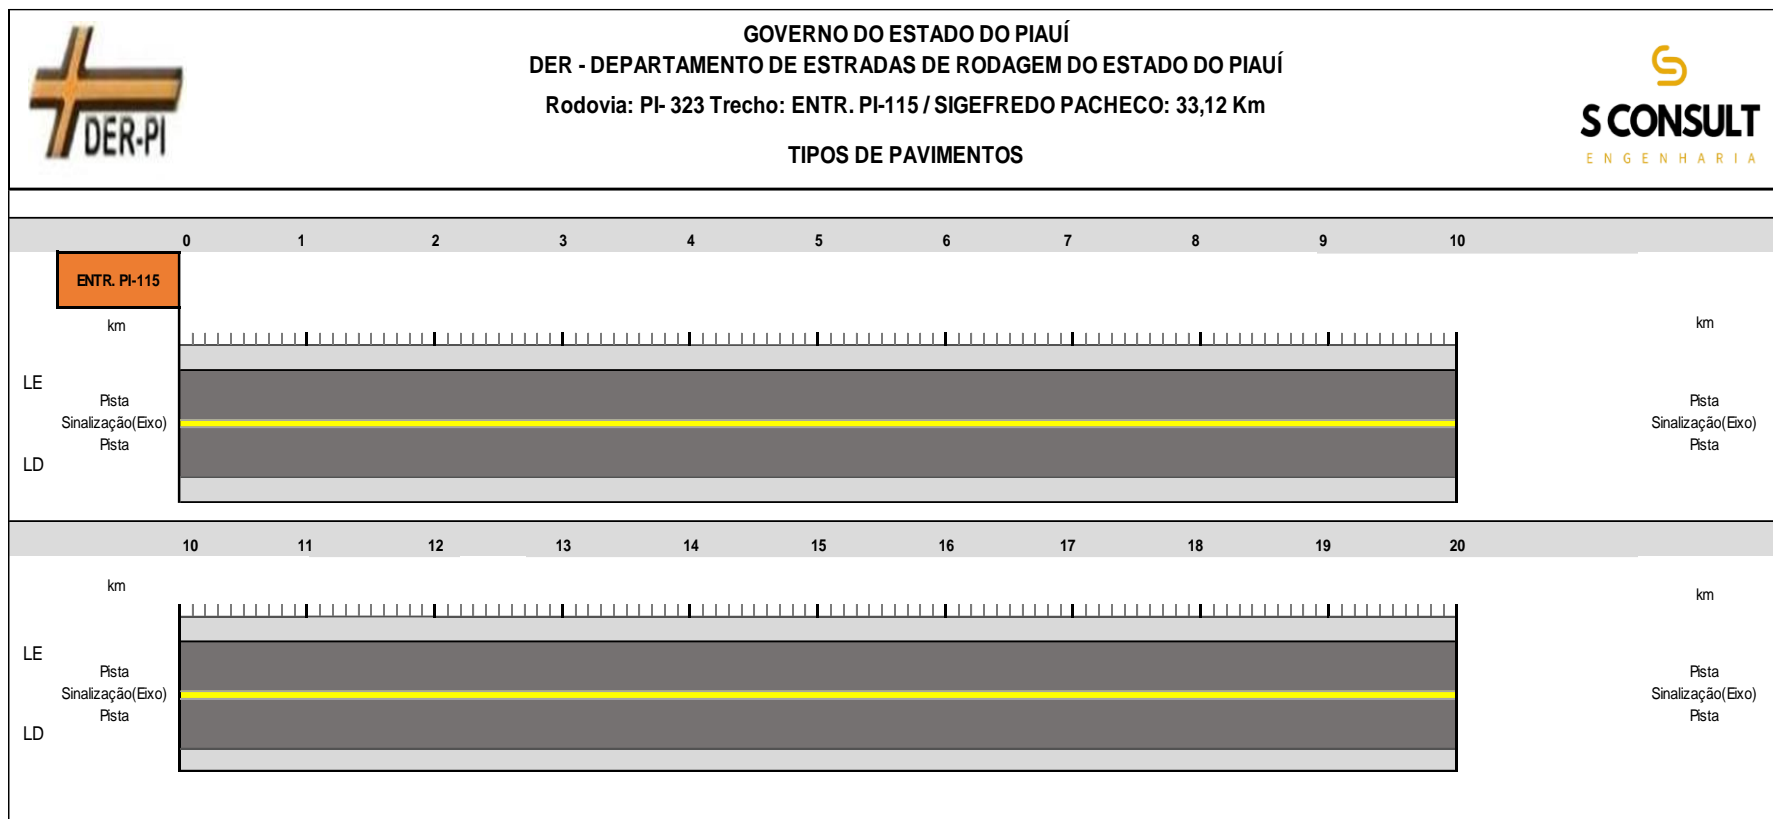 GOVERNO DO ESTADO DO PIAUÍ
DER - DEPARTAMENTO DE ESTRADAS DE RODAGEM DO ESTADO DO PIAUÍ
Rodovia: PI- 323 Trecho: ENTR. PI-115 / SIGEFREDO PACHECO: 33,12 Km
TIPOS DE PAVIMENTOS
DER-PI
S CONSULT
ENGENHARIA
0 1 2 3 4 5 6 7 8 9 10
ENTR. PI-115
km km
LE
Pista Pista
Sinalização(Eixo) Sinalização(Eixo)
Pista Pista
LD
10 11 12 13 14 15 16 17 18 19 20
km km
LE
Pista Pista
Sinalização(Eixo) Sinalização(Eixo)
Pista Pista
LD